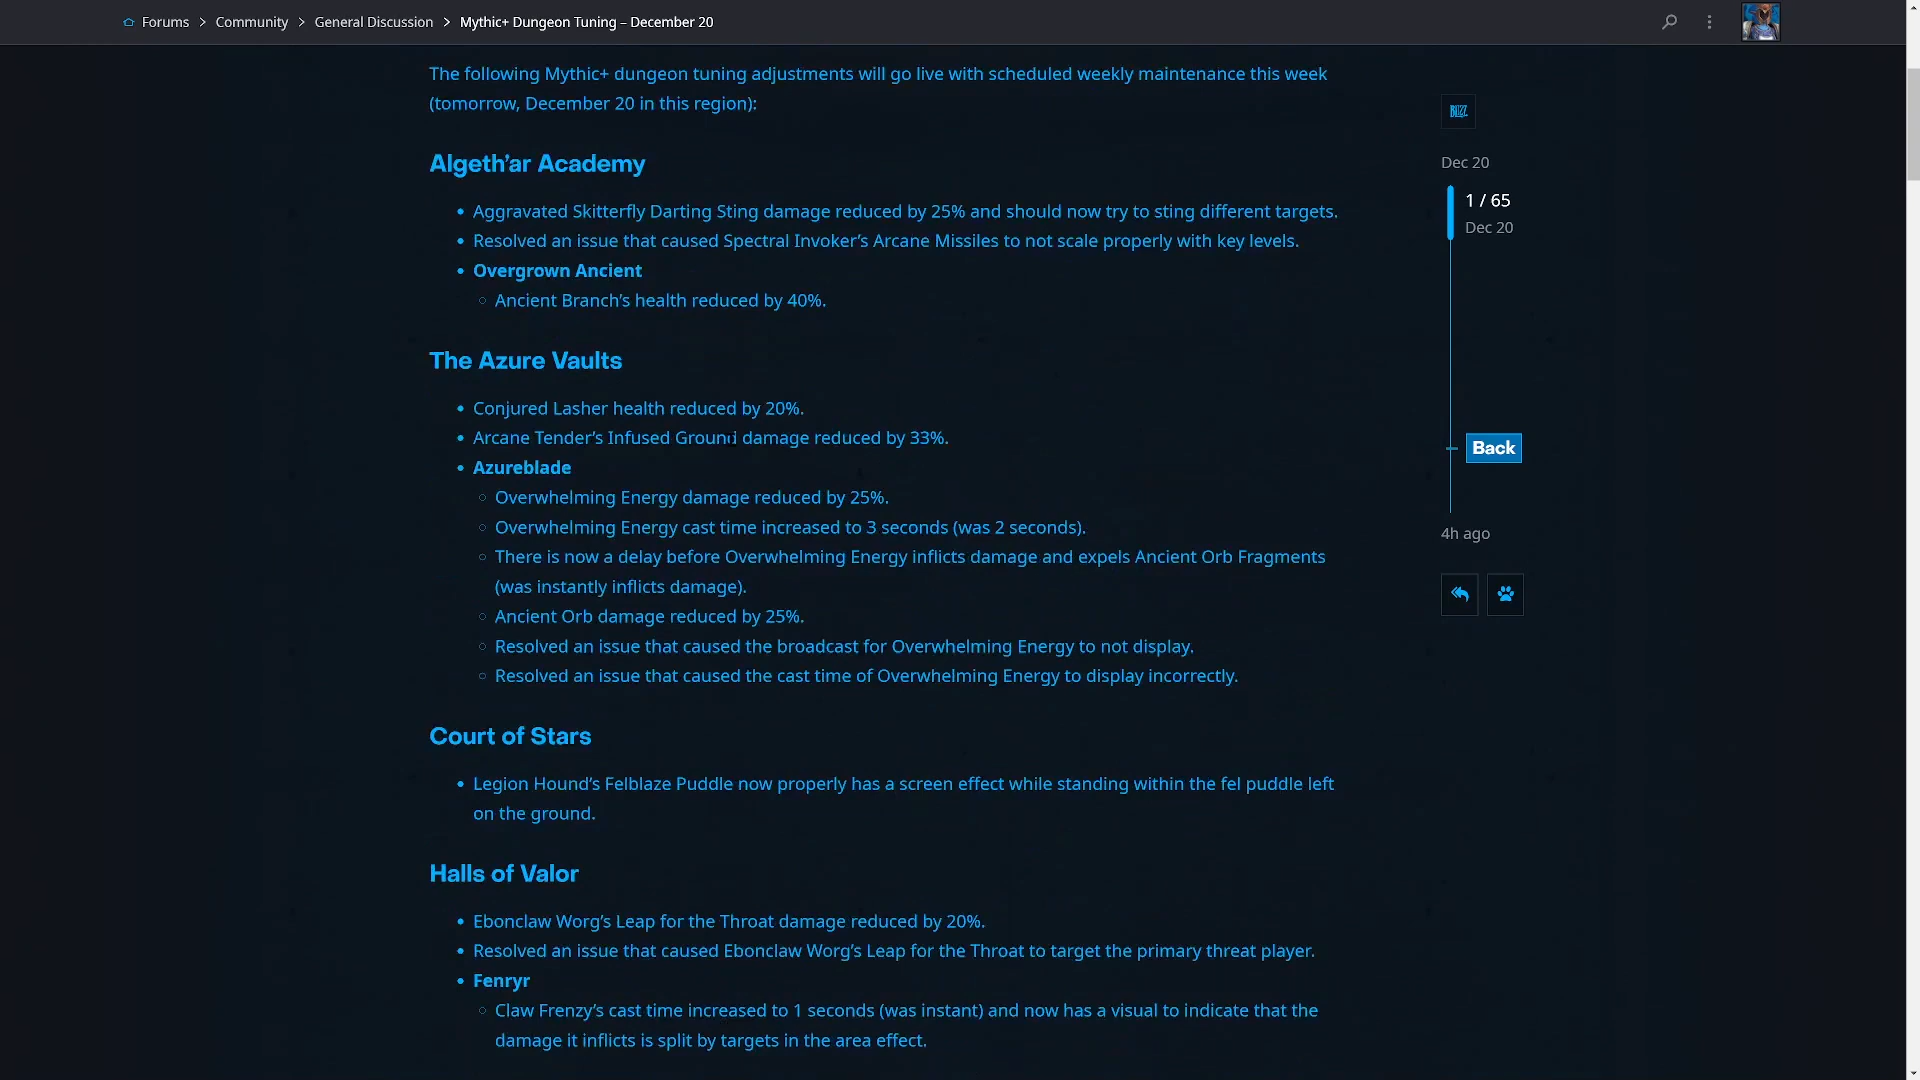 Forums > Community > General Discussion > Mythic+ Dungeon Tuning – December 20
The following Mythic+ dungeon tuning adjustments will go live with scheduled weekly maintenance this week
(tomorrow, December 20 in this region):
BLIZZ
Algeth’ar Academy
Dec 20
1 / 65
Dec 20
• Aggravated Skitterfly Darting Sting damage reduced by 25% and should now try to sting different targets.
• Resolved an issue that caused Spectral Invoker’s Arcane Missiles to not scale properly with key levels.
• Overgrown Ancient
◦ Ancient Branch’s health reduced by 40%.
The Azure Vaults
• Conjured Lasher health reduced by 20%.
• Arcane Tender’s Infused Ground damage reduced by 33%.
Back
• Azureblade
◦ Overwhelming Energy damage reduced by 25%.
◦ Overwhelming Energy cast time increased to 3 seconds (was 2 seconds).
4h ago
◦ There is now a delay before Overwhelming Energy inflicts damage and expels Ancient Orb Fragments
(was instantly inflicts damage).
◦ Ancient Orb damage reduced by 25%.
◦ Resolved an issue that caused the broadcast for Overwhelming Energy to not display.
◦ Resolved an issue that caused the cast time of Overwhelming Energy to display incorrectly.
Court of Stars
• Legion Hound’s Felblaze Puddle now properly has a screen effect while standing within the fel puddle left
on the ground.
Halls of Valor
• Ebonclaw Worg’s Leap for the Throat damage reduced by 20%.
• Resolved an issue that caused Ebonclaw Worg’s Leap for the Throat to target the primary threat player.
• Fenryr
◦ Claw Frenzy’s cast time increased to 1 seconds (was instant) and now has a visual to indicate that the
damage it inflicts is split by targets in the area effect.